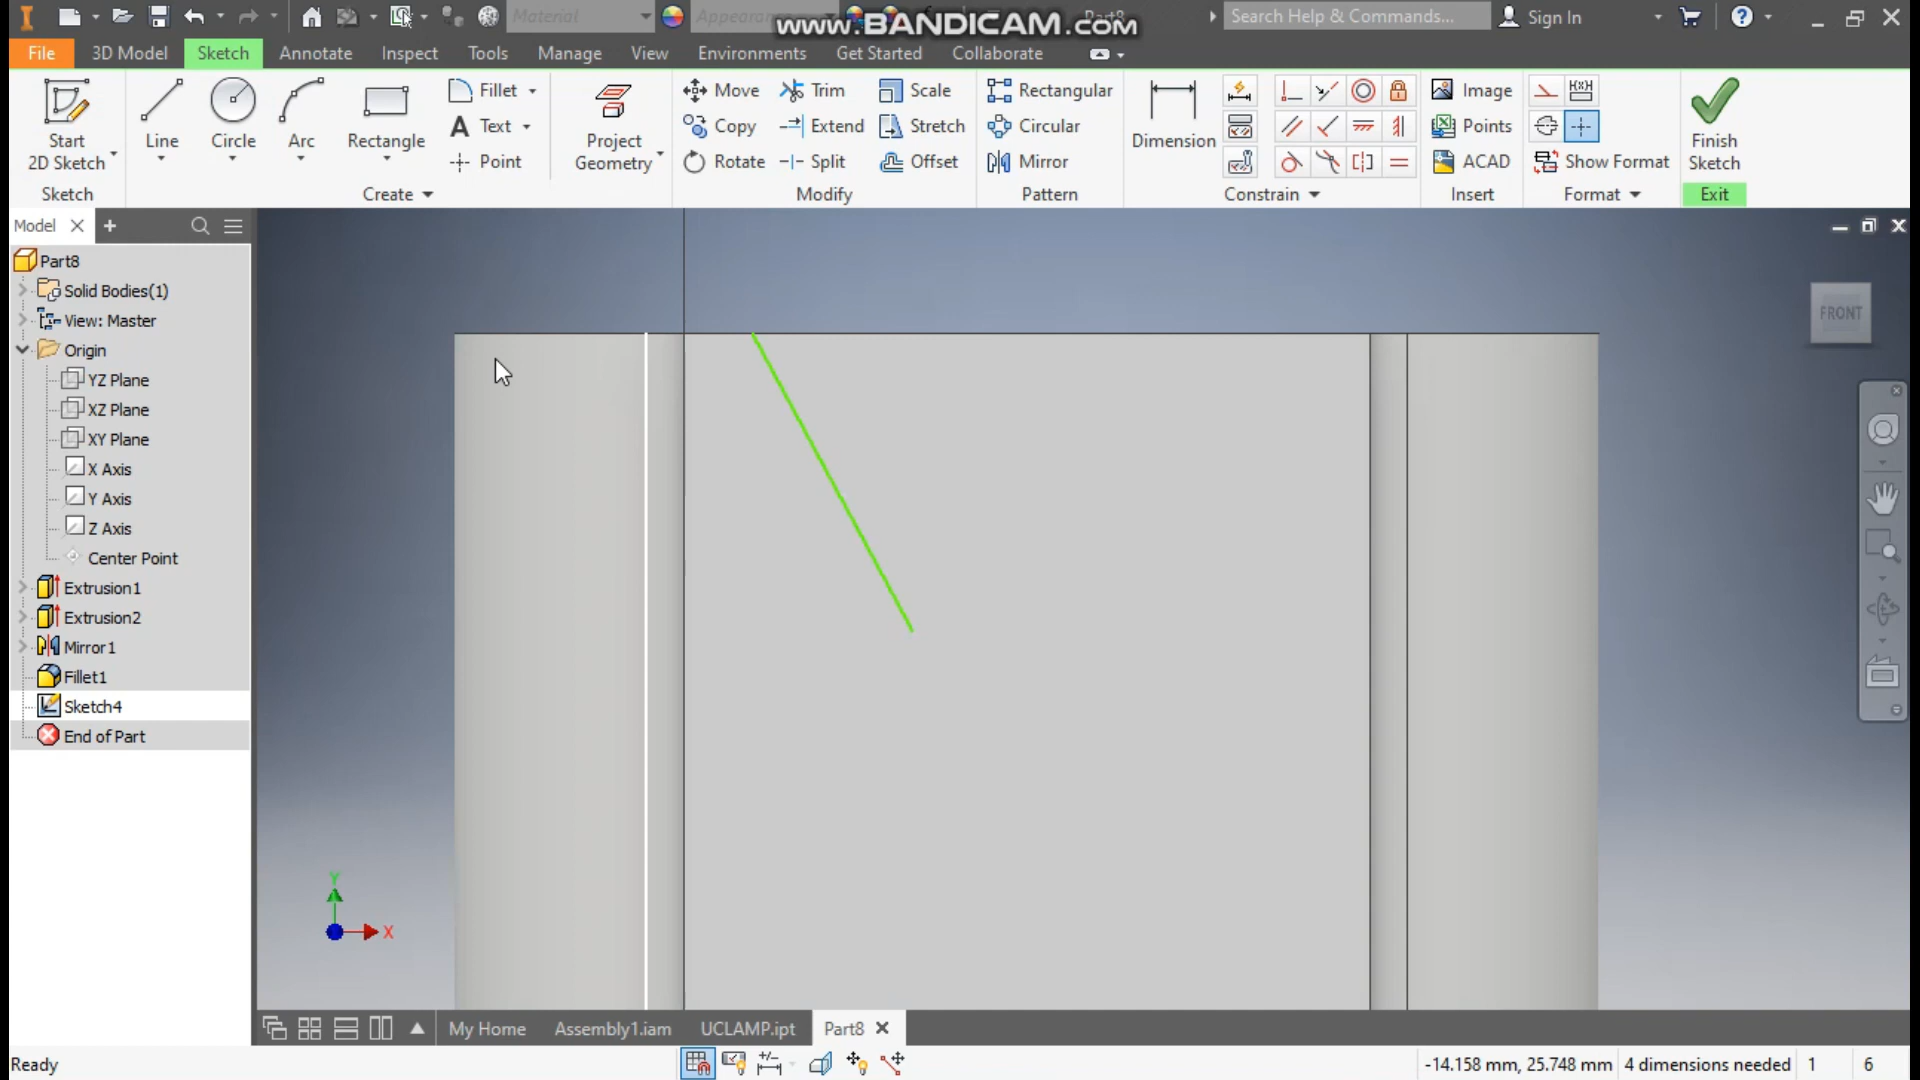 Material
Appearance
Part8
Search Help & Commands...
Sign In
www.BANDICAM.com
File
3D Model
Sketch
Annotate
Inspect
Tools
Manage
View
Environments
Get Started
Collaborate
Start
2D Sketch
Line
Circle
Arc
Rectangle
Fillet
Text
Point
Project
Geometry
Move
Copy
Rotate
Trim
Extend
Split
Scale
Stretch
Offset
Rectangular
Circular
Mirror
Dimension
Image
Points
ACAD
Show Format
Finish
Sketch
Sketch
Create
Modify
Pattern
Constrain
Insert
Format
Exit
Model
Part8
Solid Bodies(1)
View: Master
Origin
YZ Plane
XZ Plane
XY Plane
X Axis
Y Axis
Z Axis
Center Point
Extrusion1
Extrusion2
Mirror1
Fillet1
Sketch4
End of Part
FRONT
Y
X
My Home
Assembly1.iam
UCLAMP.ipt
Part8
Ready
-14.158 mm, 25.748 mm
4 dimensions needed
1
6